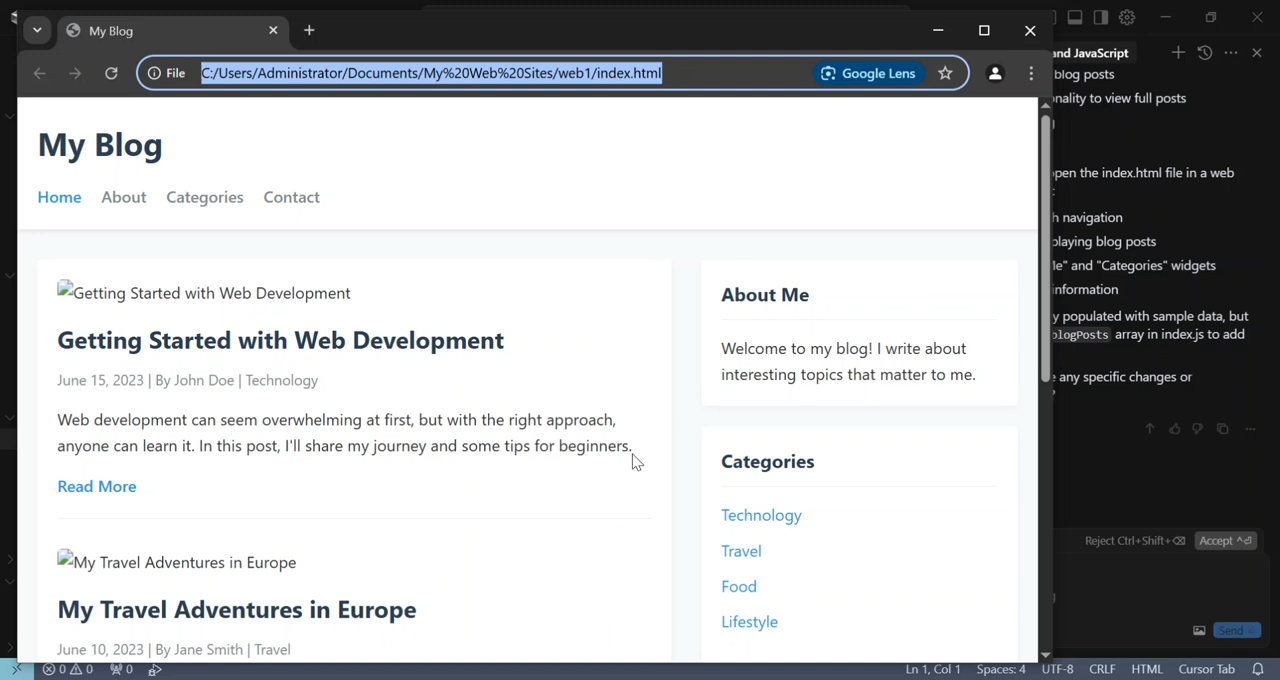 My Blog
File
C:/Users/Administrator/Documents/My%20Web%20Sites/web1/index.html
Google Lens
My Blog
Home
About
Categories
Contact
Getting Started with Web Development
Getting Started with Web Development
June 15, 2023 | By John Doe | Technology
Web development can seem overwhelming at first, but with the right approach,
anyone can learn it. In this post, I'll share my journey and some tips for beginners.
Read More
My Travel Adventures in Europe
My Travel Adventures in Europe
June 10, 2023 | By Jane Smith | Travel
About Me
Welcome to my blog! I write about
interesting topics that matter to me.
Categories
Technology
Travel
Food
Lifestyle
and JavaScript
blog posts
nality to view full posts
open the index.html file in a web
h navigation
playing blog posts
Me" and "Categories" widgets
information
y populated with sample data, but
blogPosts array in index.js to add
e any specific changes or
Reject Ctrl+Shift+⌫
Accept ^⏎
Send
0 0
0
Ln 1, Col 1
Spaces: 4
UTF-8
CRLF
HTML
Cursor Tab